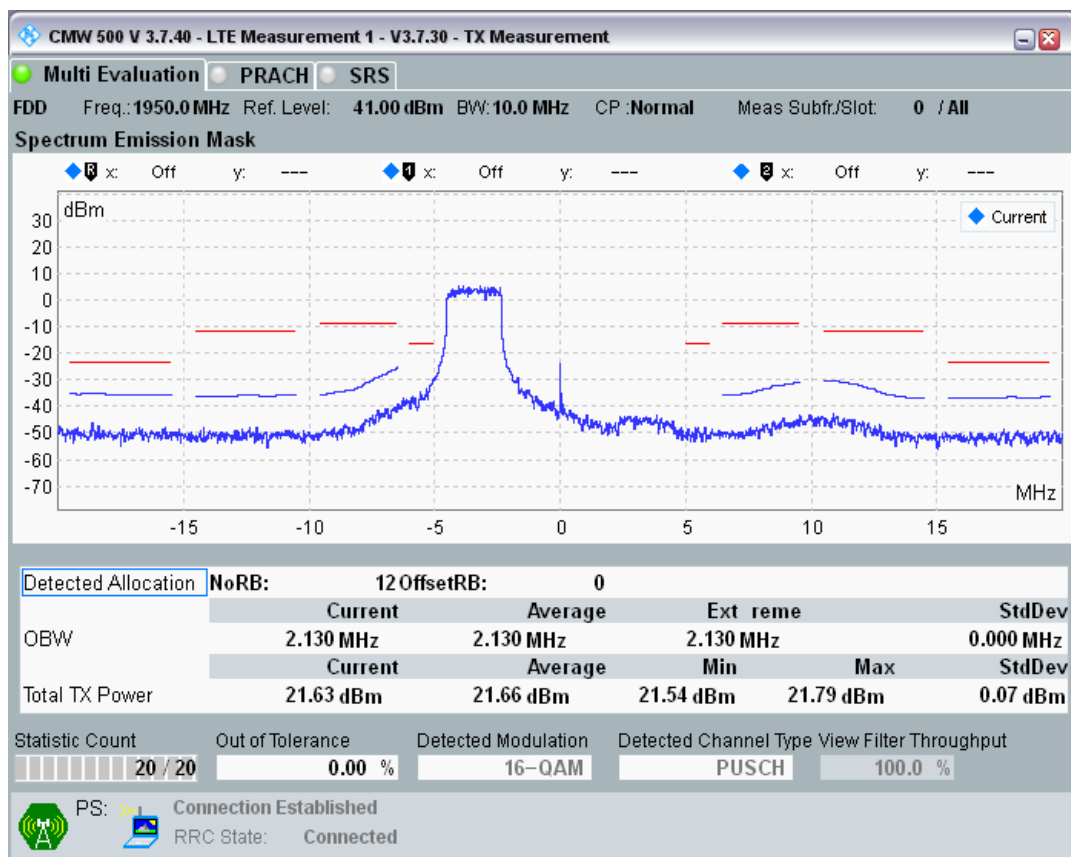 CMW 500 V 3.7.40 - LTE Measurement 1 - V3.7.30 - TX Measurement
Multi Evaluation PRACH SRS
FDD Freq.: 1950.0 MHz Ref. Level: 41.00 dBm BW: 10.0 MHz CP :Normal Meas Subfr./Slot: 0 / All
Spectrum Emission Mask
R x: Off y: --- 1 x: Off y: --- 2 x: Off y: ---
dBm
Current
30
20
10
0
-10
-20
-30
-40
-50
-60
-70
MHz
-15 -10 -5 0 5 10 15
Detected Allocation NoRB: 12 OffsetRB: 0
Current Average Ext reme StdDev
OBW 2.130 MHz 2.130 MHz 2.130 MHz 0.000 MHz
Current Average Min Max StdDev
Total TX Power 21.63 dBm 21.66 dBm 21.54 dBm 21.79 dBm 0.07 dBm
Statistic Count Out of Tolerance Detected Modulation Detected Channel Type View Filter Throughput
20 / 20 0.00 % 16-QAM PUSCH 100.0 %
PS: Connection Established
RRC State: Connected